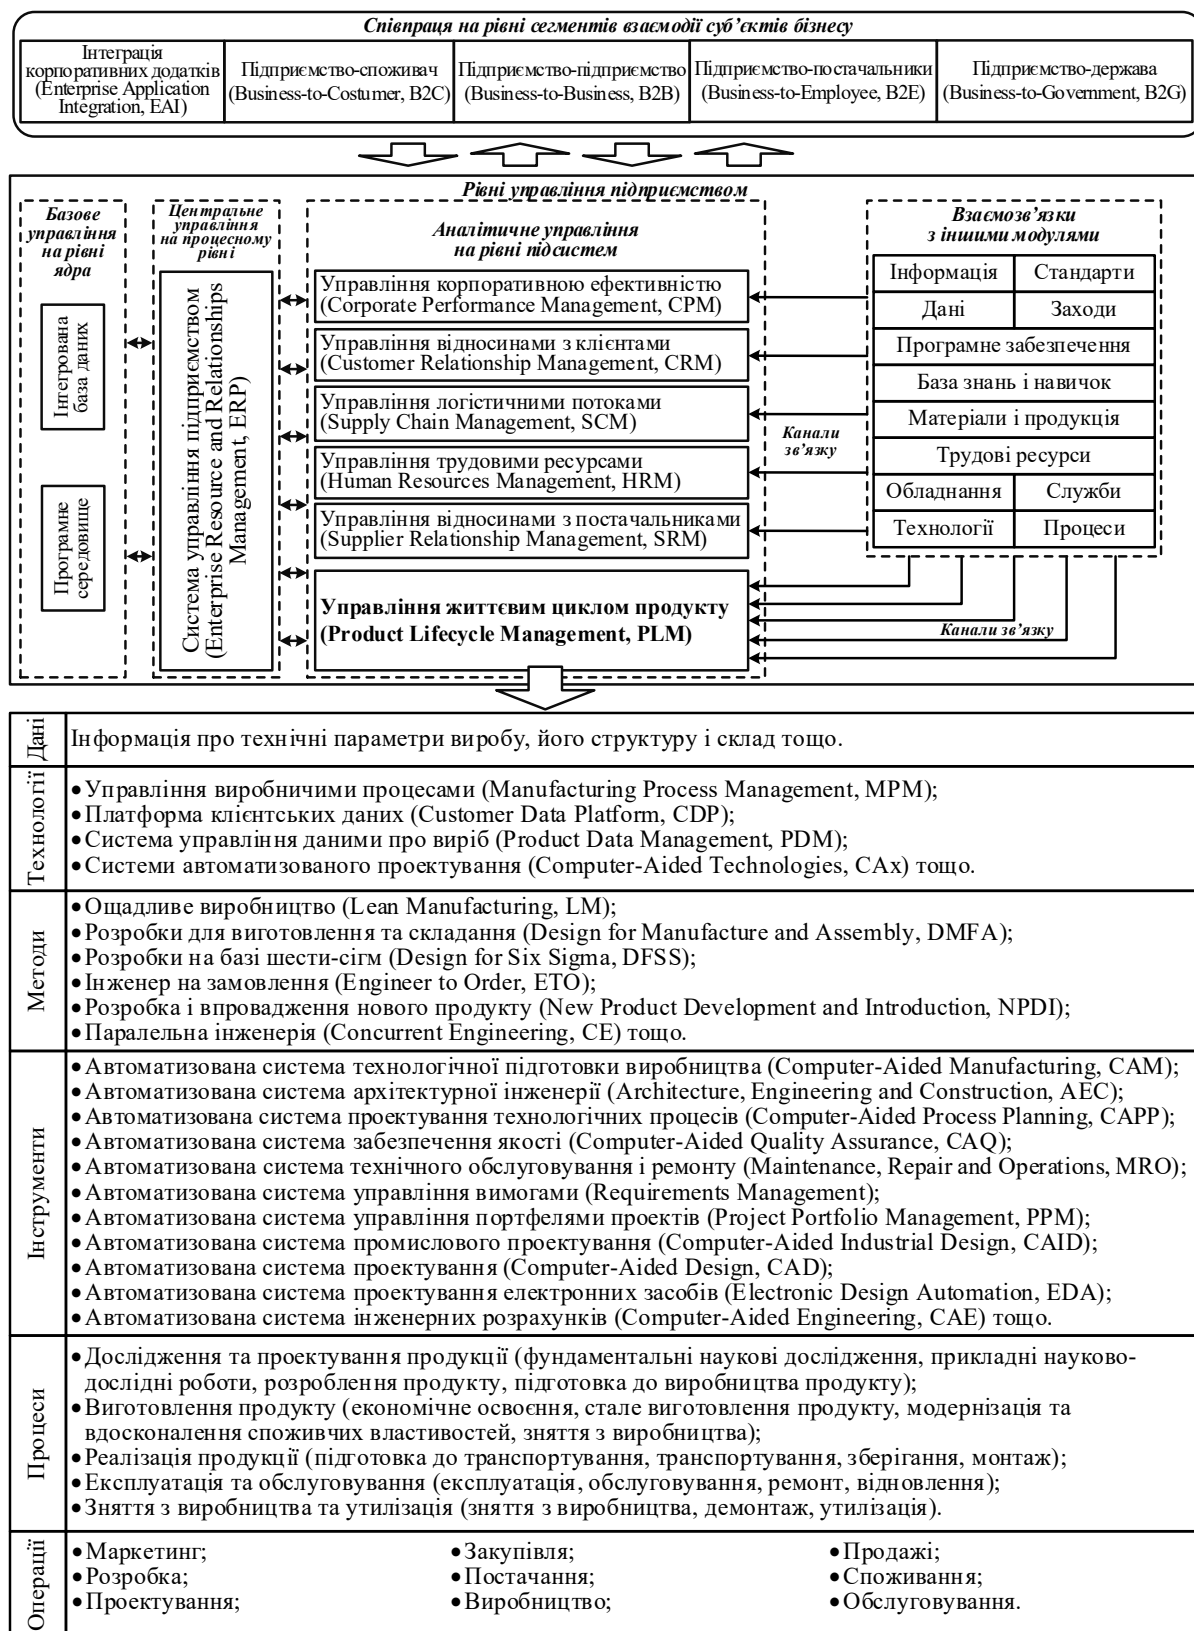 Співпраця на рівні сегментів взаємодії суб’єктів бізнесу
Інтеграція
корпоративних додатків
(Enterprise Application
Integration, EAI)
Підприємство-споживач
(Business-to-Costumer, B2C)
Підприємство-підприємство
(Business-to-Business, B2B)
Підприємство-постачальники
(Business-to-Employee, B2E)
Підприємство-держава
(Business-to-Government, B2G)
Рівні управління підприємством
Базове
управління
на рівні
ядра
Інтегрована
база даних
Програмне
середовище
Центральне
управління
на процесному
рівні
Система управління підприємством
(Enterprise Resource and Relationships
Management, ERP)
Аналітичне управління
на рівні підсистем
Управління корпоративною ефективністю
(Corporate Performance Management, CPM)
Управління відносинами з клієнтами
(Customer Relationship Management, CRM)
Управління логістичними потоками
(Supply Chain Management, SCM)
Управління трудовими ресурсами
(Human Resources Management, HRM)
Управління відносинами з постачальниками
(Supplier Relationship Management, SRM)
Управління життєвим циклом продукту
(Product Lifecycle Management, PLM)
Канали
зв’язку
Взаємозв’язки
з іншими модулями
Інформація
Стандарти
Дані
Заходи
Програмне забезпечення
База знань і навичок
Матеріали і продукція
Трудові ресурси
Обладнання
Служби
Технології
Процеси
Канали зв’язку
Дані
Інформація про технічні параметри виробу, його структуру і склад тощо.
Технології
• Управління виробничими процесами (Manufacturing Process Management, MPM);
• Платформа клієнтських даних (Customer Data Platform, CDP);
• Система управління даними про виріб (Product Data Management, PDM);
• Системи автоматизованого проектування (Computer-Aided Technologies, CAx) тощо.
Методи
• Ощадливе виробництво (Lean Manufacturing, LM);
• Розробки для виготовлення та складання (Design for Manufacture and Assembly, DMFA);
• Розробки на базі шести-сігм (Design for Six Sigma, DFSS);
• Інженер на замовлення (Engineer to Order, ETO);
• Розробка і впровадження нового продукту (New Product Development and Introduction, NPDI);
• Паралельна інженерія (Concurrent Engineering, CE) тощо.
Інструменти
• Автоматизована система технологічної підготовки виробництва (Computer-Aided Manufacturing, CAM);
• Автоматизована система архітектурної інженерії (Architecture, Engineering and Construction, AEC);
• Автоматизована система проектування технологічних процесів (Computer-Aided Process Planning, CAPP);
• Автоматизована система забезпечення якості (Computer-Aided Quality Assurance, CAQ);
• Автоматизована система технічного обслуговування і ремонту (Maintenance, Repair and Operations, MRO);
• Автоматизована система управління вимогами (Requirements Management);
• Автоматизована система управління портфелями проектів (Project Portfolio Management, PPM);
• Автоматизована система промислового проектування (Computer-Aided Industrial Design, CAID);
• Автоматизована система проектування (Computer-Aided Design, CAD);
• Автоматизована система проектування електронних засобів (Electronic Design Automation, EDA);
• Автоматизована система інженерних розрахунків (Computer-Aided Engineering, CAE) тощо.
Процеси
• Дослідження та проектування продукції (фундаментальні наукові дослідження, прикладні науково-
дослідні роботи, розроблення продукту, підготовка до виробництва продукту);
• Виготовлення продукту (економічне освоєння, стале виготовлення продукту, модернізація та
вдосконалення споживчих властивостей, зняття з виробництва);
• Реалізація продукції (підготовка до транспортування, транспортування, зберігання, монтаж);
• Експлуатація та обслуговування (експлуатація, обслуговування, ремонт, відновлення);
• Зняття з виробництва та утилізація (зняття з виробництва, демонтаж, утилізація).
Операції
• Маркетинг;
• Розробка;
• Проектування;
• Закупівля;
• Постачання;
• Виробництво;
• Продажі;
• Споживання;
• Обслуговування.